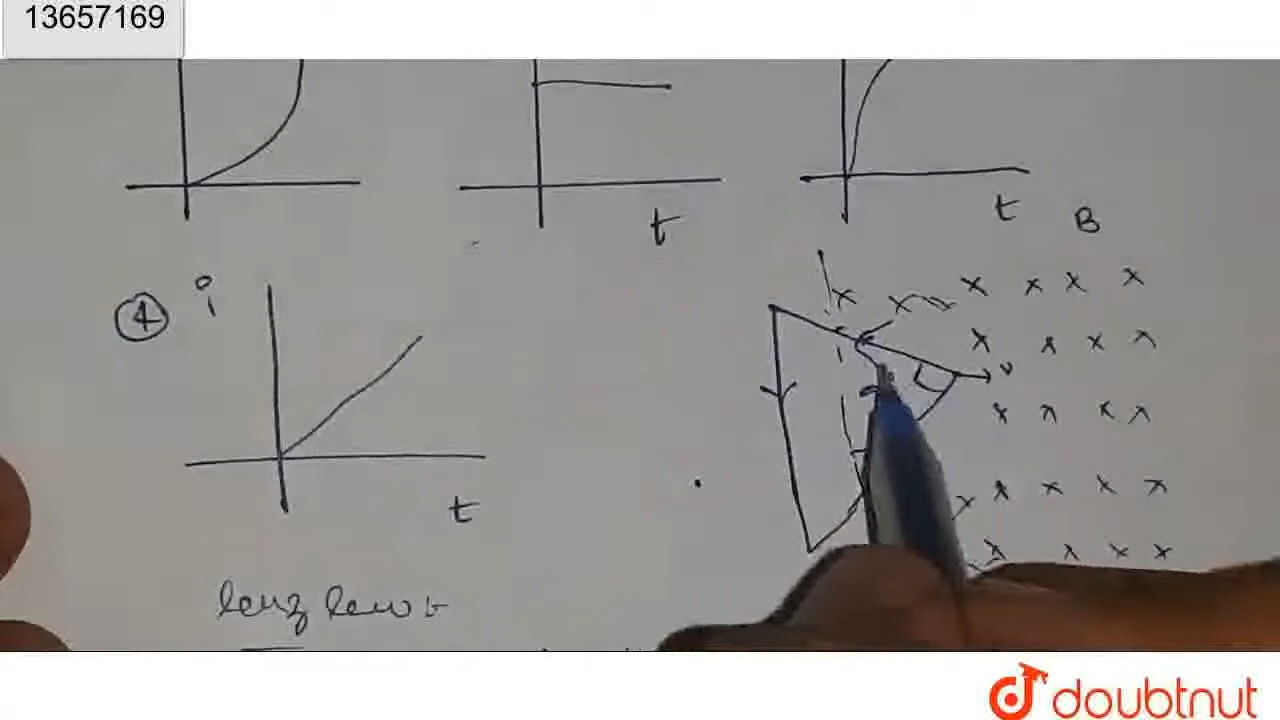 13657169
t
t
B
④ i
x x x x x x
v
x x x x
x x x x
t
x x x x x
x x x x
lenz law :-
doubtnut